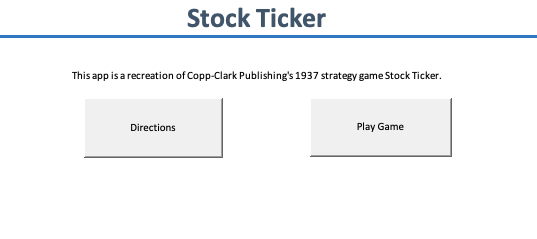 Stock Ticker
This app is a recreation of Copp-Clark Publishing's 1937 strategy game Stock Ticker.
Directions
Play Game